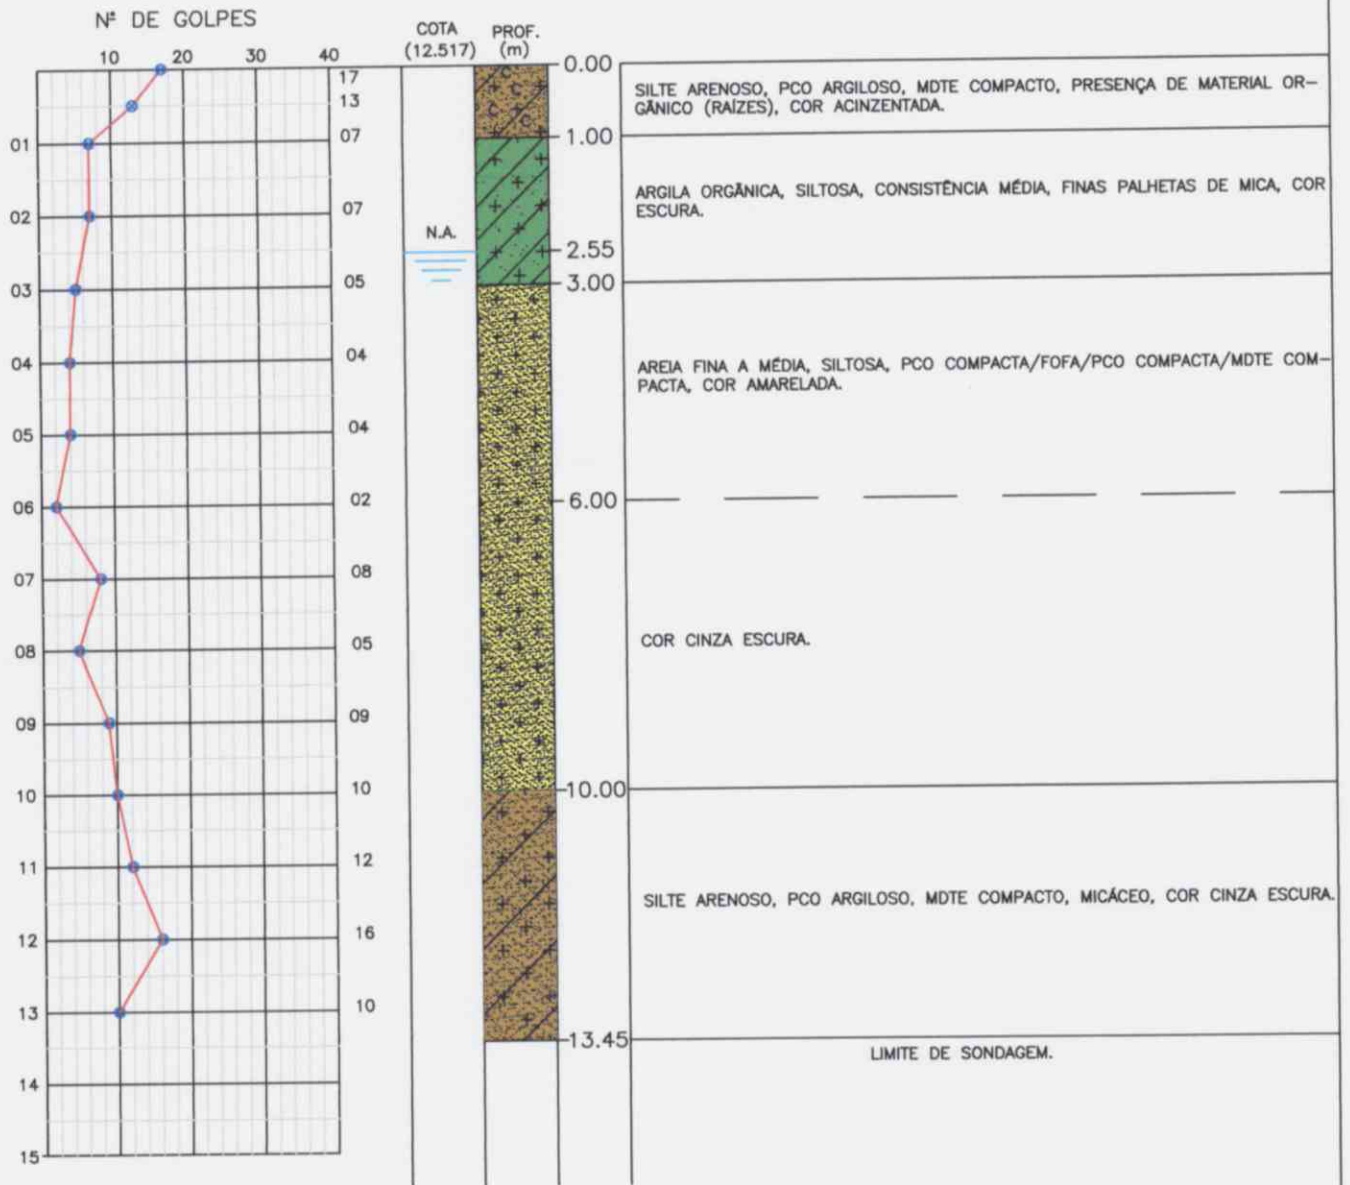 Nº DE GOLPES
COTA
(12.517)
PROF.
(m)
10 20 30 40
0.00
17
SILTE ARENOSO, PCO ARGILOSO, MDTE COMPACTO, PRESENÇA DE MATERIAL OR-
GÂNICO (RAÍZES), COR ACINZENTADA.
13
C
C
C
C
01
07
1.00
ARGILA ORGÂNICA, SILTOSA, CONSISTÊNCIA MÉDIA, FINAS PALHETAS DE MICA, COR
ESCURA.
02
07
N.A.
2.55
03
05
3.00
04
04
AREIA FINA A MÉDIA, SILTOSA, PCO COMPACTA/FOFA/PCO COMPACTA/MDTE COM-
PACTA, COR AMARELADA.
05
04
06
02
6.00
07
08
08
05
COR CINZA ESCURA.
09
09
10
10
10.00
11
12
SILTE ARENOSO, PCO ARGILOSO, MDTE COMPACTO, MICÁCEO, COR CINZA ESCURA.
12
16
13
10
13.45
LIMITE DE SONDAGEM.
14
15